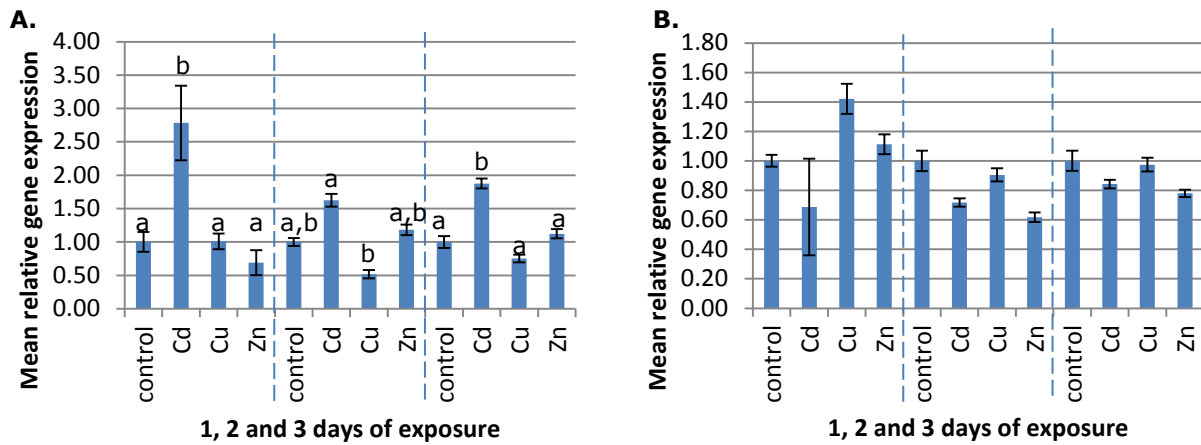 A.
Mean relative gene expression
4.00
3.50
3.00
2.50
2.00
1.50
1.00
0.50
0.00
a
b
a
a
a,b
a
b
a,b
a
b
a
a
control
Cd
Cu
Zn
control
Cd
Cu
Zn
control
Cd
Cu
Zn
1, 2 and 3 days of exposure
B.
Mean relative gene expression
1.80
1.60
1.40
1.20
1.00
0.80
0.60
0.40
0.20
0.00
control
Cd
Cu
Zn
control
Cd
Cu
Zn
control
Cd
Cu
Zn
1, 2 and 3 days of exposure